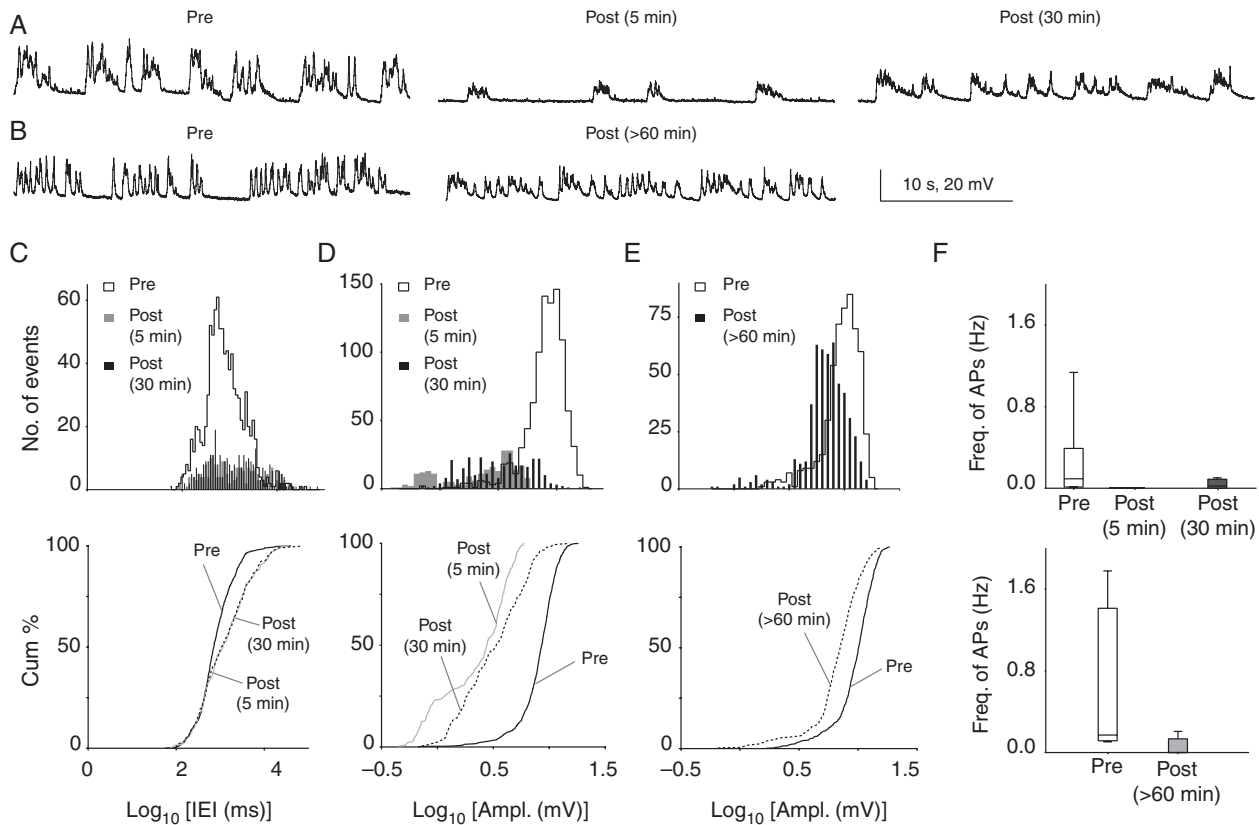 A
Pre
Post (5 min)
Post (30 min)
B
Pre
Post (>60 min)
10 s, 20 mV
C
D
E
F
No. of events
60
40
20
0
Pre
Post
(5 min)
Post
(30 min)
150
100
50
0
Pre
Post
(5 min)
Post
(30 min)
75
50
25
0
Pre
Post
(>60 min)
Freq. of APs (Hz)
1.6
0.8
0.0
Pre
Post
(5 min)
Post
(30 min)
Cum %
100
50
0
Pre
Post
(30 min)
Post
(5 min)
0
2
4
Log10 [IEI (ms)]
100
50
0
Post
(5 min)
Post
(30 min)
Pre
−0.5
0.5
1.5
Log10 [Ampl. (mV)]
100
50
0
Post
(>60 min)
Pre
−0.5
0.5
1.5
Log10 [Ampl. (mV)]
Freq. of APs (Hz)
1.6
0.8
0.0
Pre
Post
(>60 min)